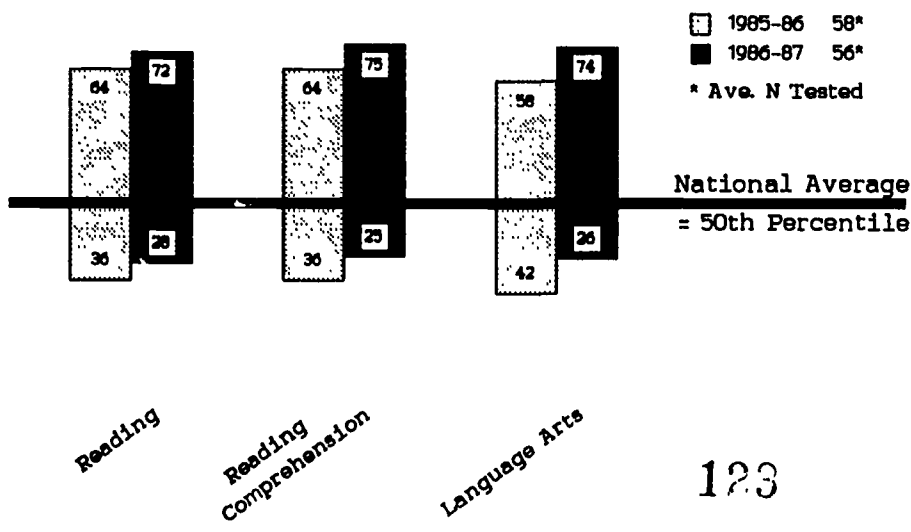 1985-86 58*
1986-87 56*
* Ave. N Tested
64 72 64 75 58 74
National Average
= 50th Percentile
36 28 36 25 42 26
Reading
Reading
Comprehension
Language Arts
123